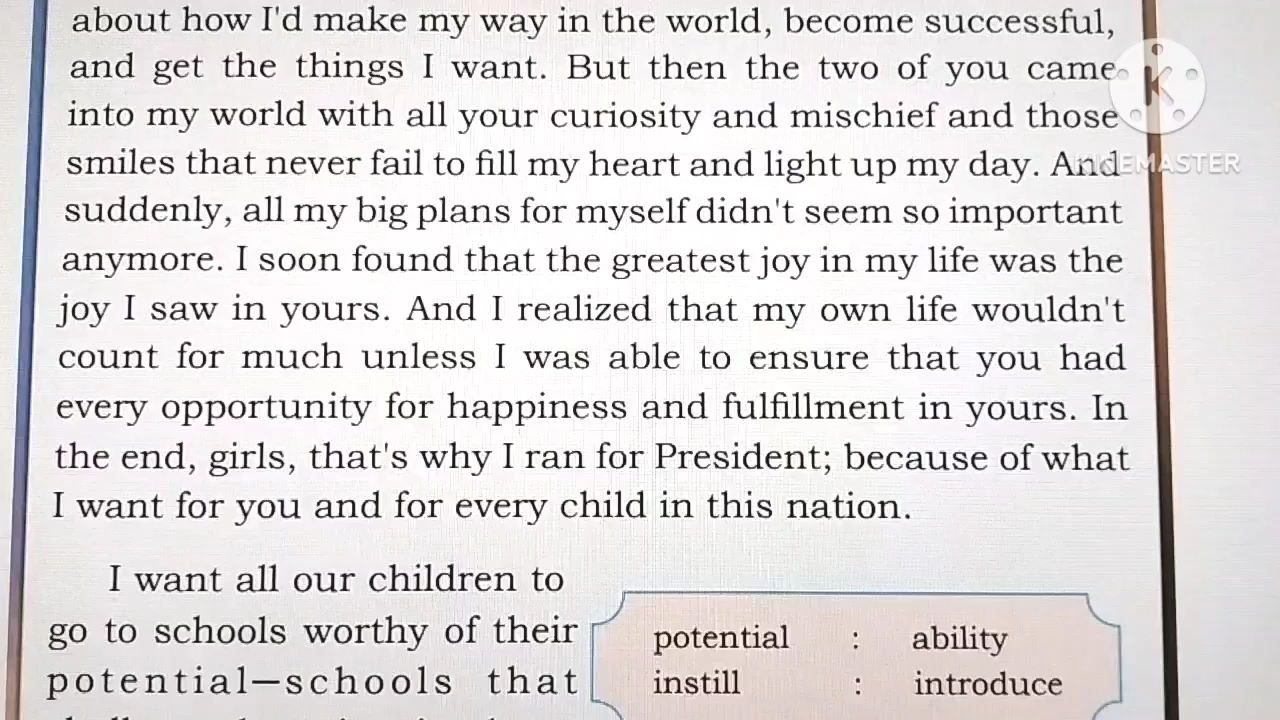 about how I'd make my way in the world, become successful,
and get the things I want. But then the two of you came
into my world with all your curiosity and mischief and those
smiles that never fail to fill my heart and light up my day. And
suddenly, all my big plans for myself didn't seem so important
anymore. I soon found that the greatest joy in my life was the
joy I saw in yours. And I realized that my own life wouldn't
count for much unless I was able to ensure that you had
every opportunity for happiness and fulfillment in yours. In
the end, girls, that's why I ran for President; because of what
I want for you and for every child in this nation.
I want all our children to
go to schools worthy of their
potential—schools that
potential : ability
instill : introduce
K
KINEMASTER